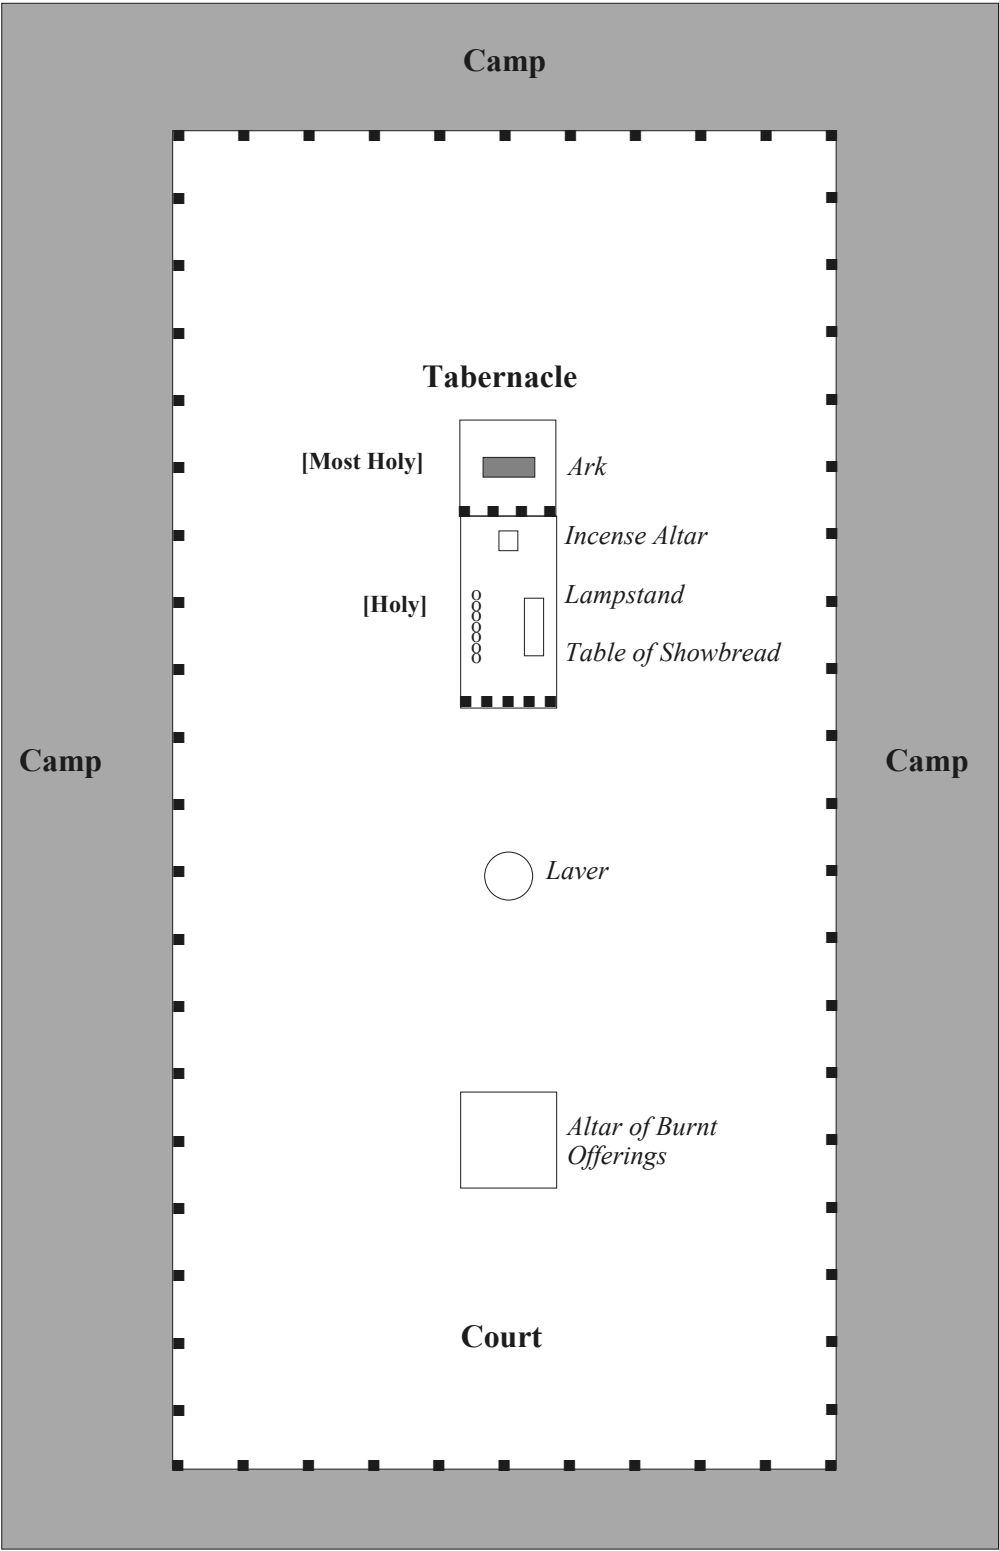 Camp
Tabernacle
[Most Holy]
Ark
Incense Altar
Lampstand
[Holy]
Table of Showbread
Camp
Camp
Laver
Altar of Burnt
Offerings
Court